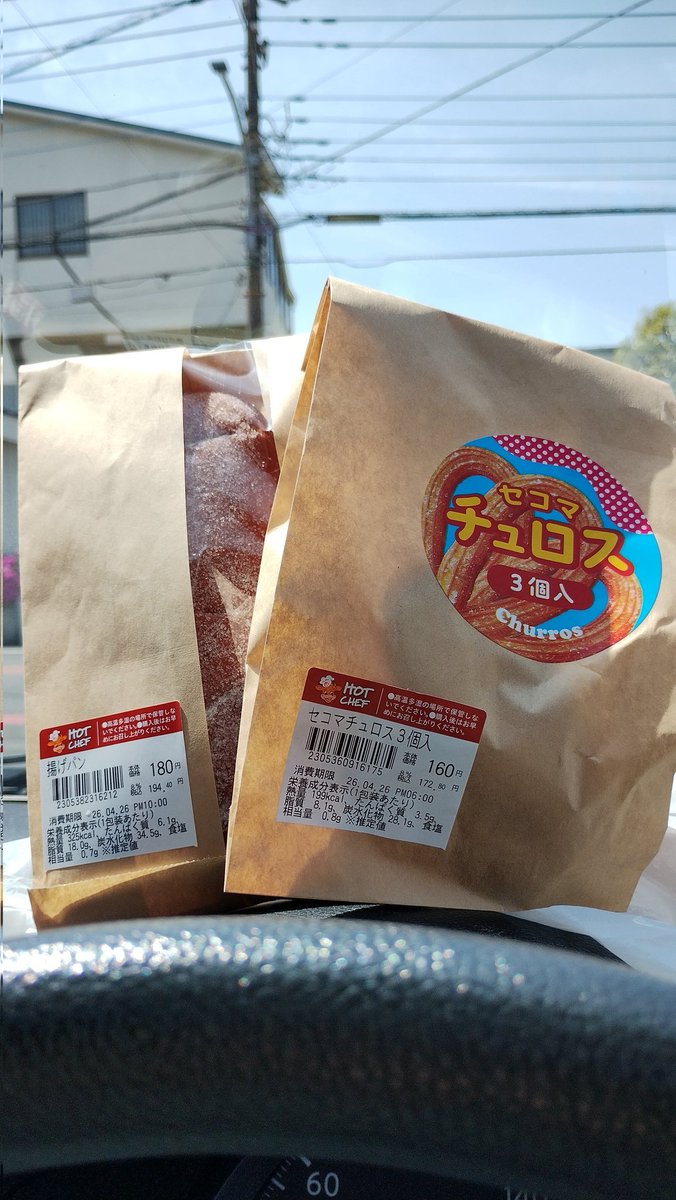 HOT
CHEF
●高温多湿の場所で保管しな
いでください。●購入後はお早
めにお召し上がりください。
揚げパン
本体
価格
180円
8%
税込
194.40円
2305382316212
消費期限 26.04.26 PM10:00
栄養成分表示(1包装あたり)
熱量 325kcal、たんぱく質 6.1g、
脂質 18.0g、炭水化物 34.5g、食塩
相当量 0.7g ※推定値
セコマ
チュロス
3個入
Churros
HOT
CHEF
●高温多湿の場所で保管しな
いでください。●購入後はお早
めにお召し上がりください。
セコマチュロス3個入
本体
価格
160円
8%
税込
172.80円
2305360916175
消費期限 26.04.26 PM06:00
栄養成分表示(1包装あたり)
熱量 199kcal、たんぱく質 3.5g、
脂質 8.1g、炭水化物 28.1g、食塩
相当量 0.8g ※推定値
60
140